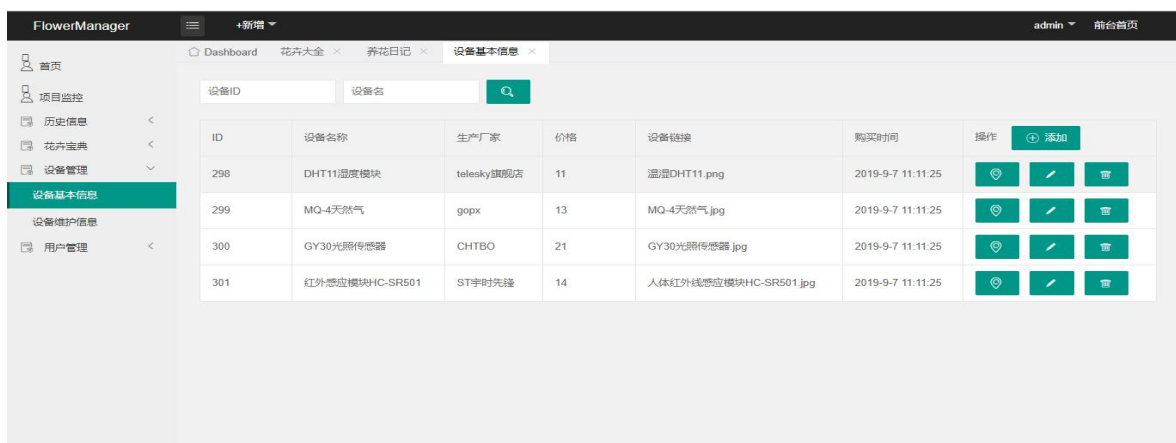 FlowerManager +新增 admin 前台首页
Dashboard 花卉大全 养花日记 设备基本信息
首页
项目监控
历史信息
花卉宝典
设备管理
设备基本信息
设备维护信息
用户管理
设备ID 设备名
ID 设备名称 生产厂家 价格 设备链接 购买时间 操作 添加
298 DHT11湿度模块 telesky旗舰店 11 温湿DHT11.png 2019-9-7 11:11:25
299 MQ-4天然气 gopx 13 MQ-4天然气.jpg 2019-9-7 11:11:25
300 GY30光照传感器 CHTBO 21 GY30光照传感器.jpg 2019-9-7 11:11:25
301 红外感应模块HC-SR501 ST宇时先锋 14 人体红外线感应模块HC-SR501.jpg 2019-9-7 11:11:25